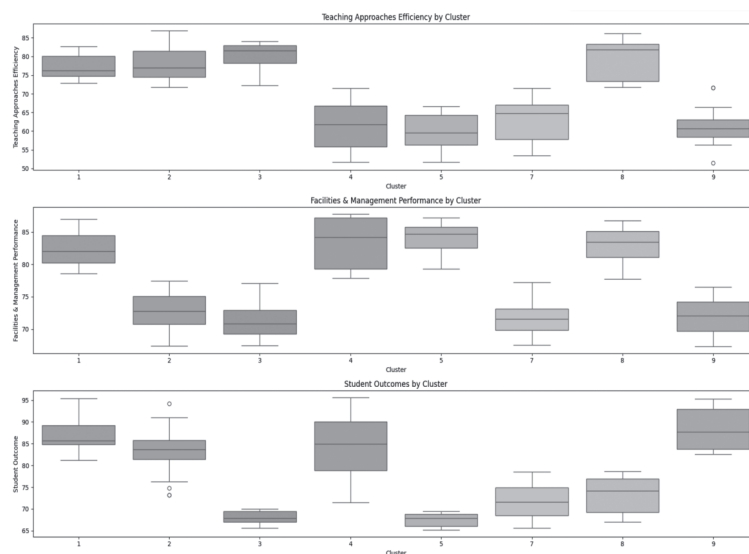 Teaching Approaches Efficiency by Cluster
Teaching Approaches Efficiency
85
80
75
70
65
60
55
50
1 2 3 4 5 7 8 9
Cluster
Facilities & Management Performance by Cluster
Facilities & Management Performance
85
80
75
70
1 2 3 4 5 7 8 9
Cluster
Student Outcomes by Cluster
Student Outcome
95
90
85
80
75
70
65
1 2 3 4 5 7 8 9
Cluster